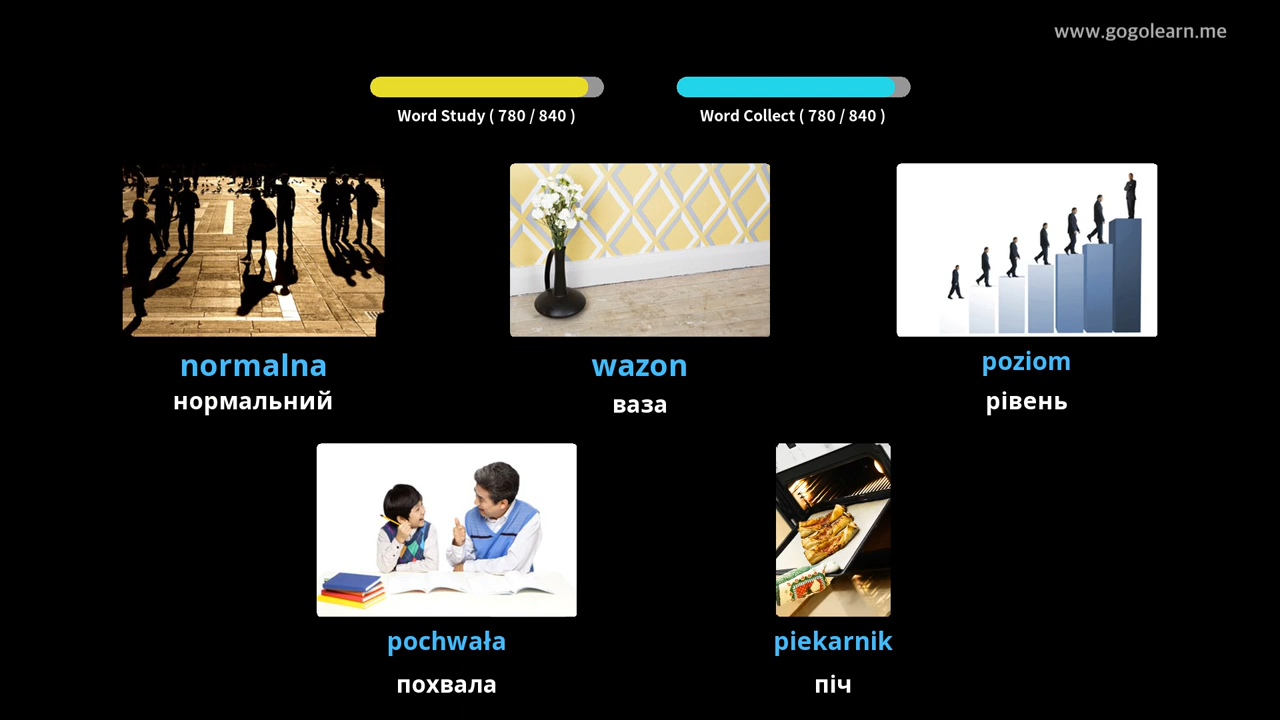 www.gogolearn.me
Word Study ( 780 / 840 )
Word Collect ( 780 / 840 )
normalna
нормальний
wazon
ваза
poziom
рівень
pochwała
похвала
piekarnik
піч